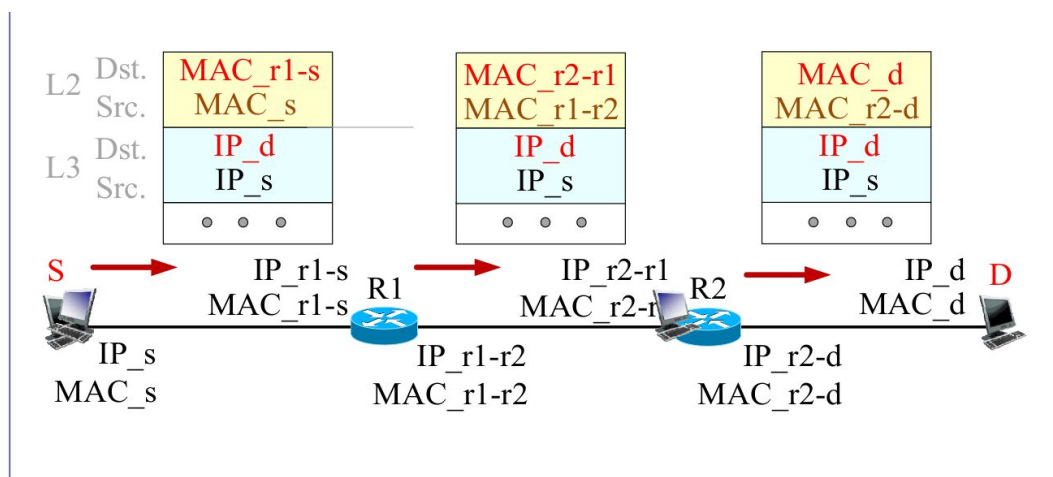 L2 Dst. MAC_r1-s MAC_r2-r1 MAC_d
Src. MAC_s MAC_r1-r2 MAC_r2-d
L3 Dst. IP_d IP_d IP_d
Src. IP_s IP_s IP_s
S IP_r1-s IP_r2-r1 IP_d D
MAC_r1-s R1 MAC_r2-r R2 MAC_d
IP_s IP_r1-r2 IP_r2-d
MAC_s MAC_r1-r2 MAC_r2-d